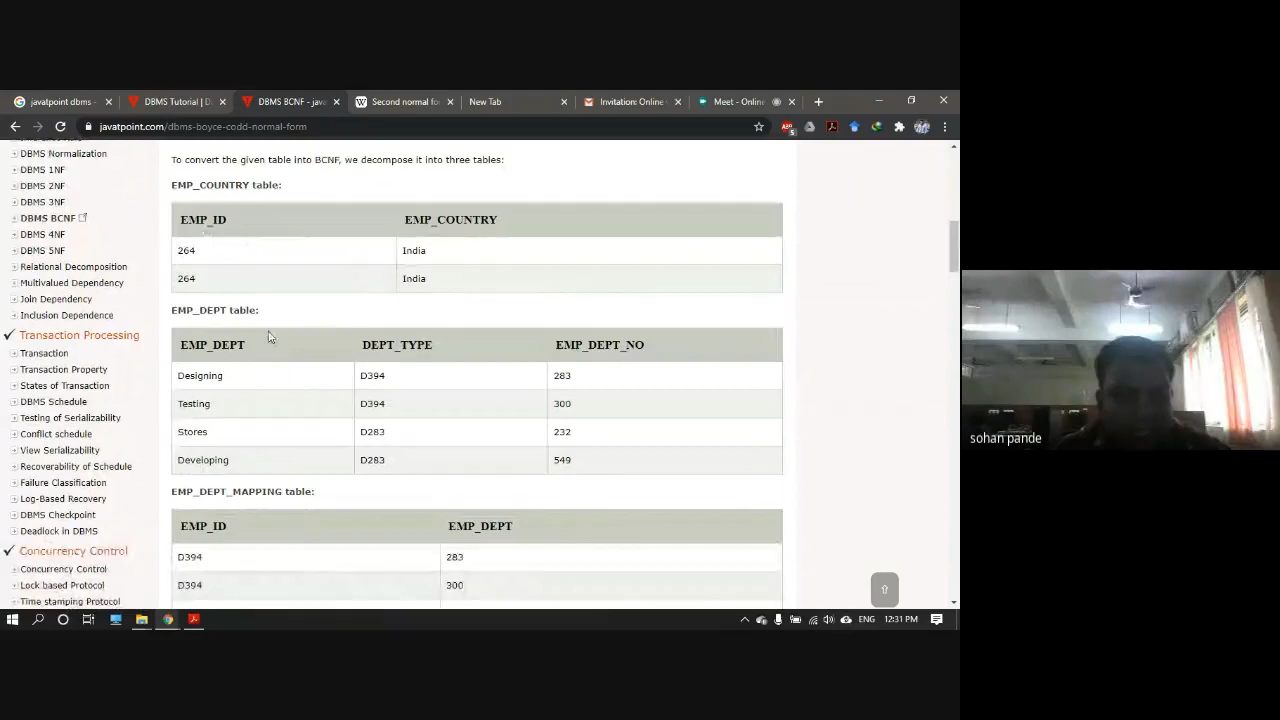 javatpoint dbms -
DBMS Tutorial | D
DBMS BCNF - java
Second normal fo
New Tab
Invitation: Online
Meet - Online
javatpoint.com/dbms-boyce-codd-normal-form
DBMS Normalization
DBMS 1NF
DBMS 2NF
DBMS 3NF
DBMS BCNF
DBMS 4NF
DBMS 5NF
Relational Decomposition
Multivalued Dependency
Join Dependency
Inclusion Dependence
Transaction Processing
Transaction
Transaction Property
States of Transaction
DBMS Schedule
Testing of Serializability
Conflict schedule
View Serializability
Recoverability of Schedule
Failure Classification
Log-Based Recovery
DBMS Checkpoint
Deadlock in DBMS
Concurrency Control
Concurrency Control
Lock based Protocol
Time stamping Protocol
To convert the given table into BCNF, we decompose it into three tables:
EMP_COUNTRY table:
EMP_ID EMP_COUNTRY
264 India
264 India
EMP_DEPT table:
EMP_DEPT DEPT_TYPE EMP_DEPT_NO
Designing D394 283
Testing D394 300
Stores D283 232
Developing D283 549
EMP_DEPT_MAPPING table:
EMP_ID EMP_DEPT
D394 283
D394 300
sohan pande
ENG 12:31 PM